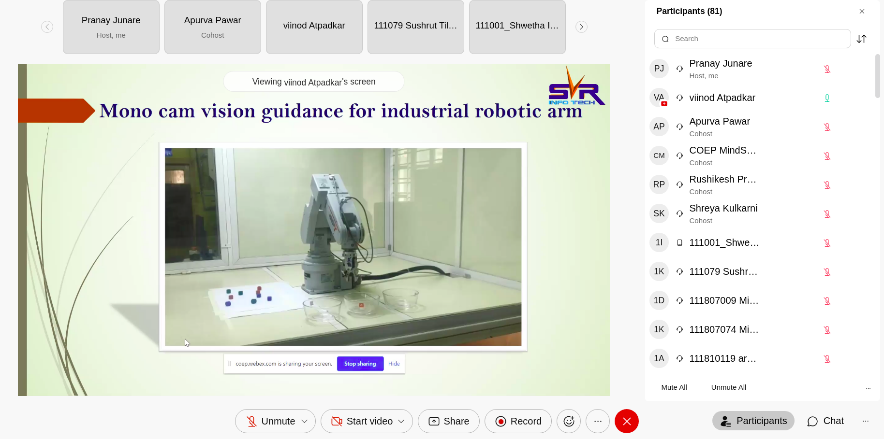 Pranay Junare
Host, me
Apurva Pawar
Cohost
viinod Atpadkar
111079 Sushrut Til…
111001_Shwetha I…
Viewing viinod Atpadkar's screen
SVR
INFO TECH
Mono cam vision guidance for industrial robotic arm
coep.webex.com is sharing your screen.
Stop sharing
Hide
Participants (81)
Search
PJ
Pranay Junare
Host, me
VA
viinod Atpadkar
AP
Apurva Pawar
Cohost
CM
COEP MindS…
Cohost
RP
Rushikesh Pr…
Cohost
SK
Shreya Kulkarni
Cohost
1I
111001_Shwe…
1K
111079 Sushr…
1D
111807009 Mi…
1K
111807074 Mi…
1A
111810119 ar…
Mute All
Unmute All
...
Unmute
Start video
Share
Record
...
Participants
Chat
...